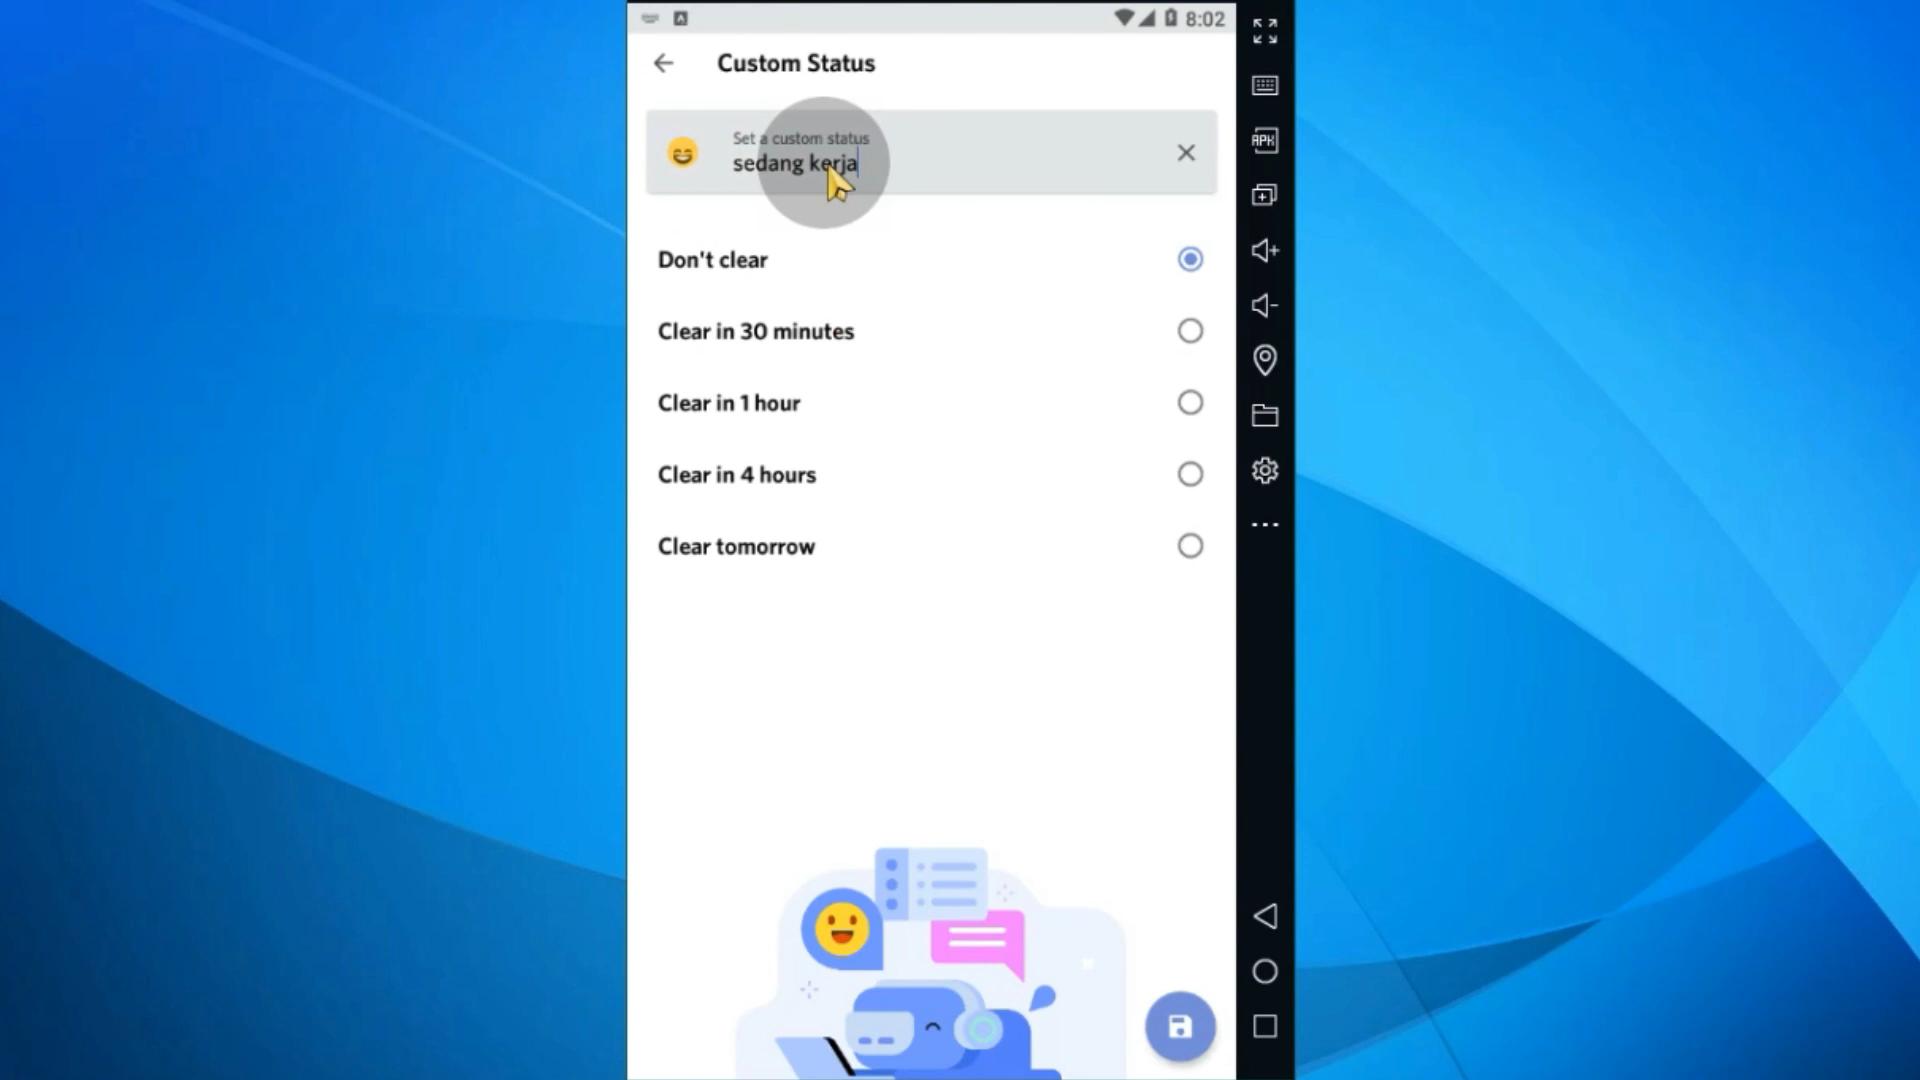 8:02
Custom Status
Set a custom status
sedang kerja
Don't clear
Clear in 30 minutes
Clear in 1 hour
Clear in 4 hours
Clear tomorrow
APK